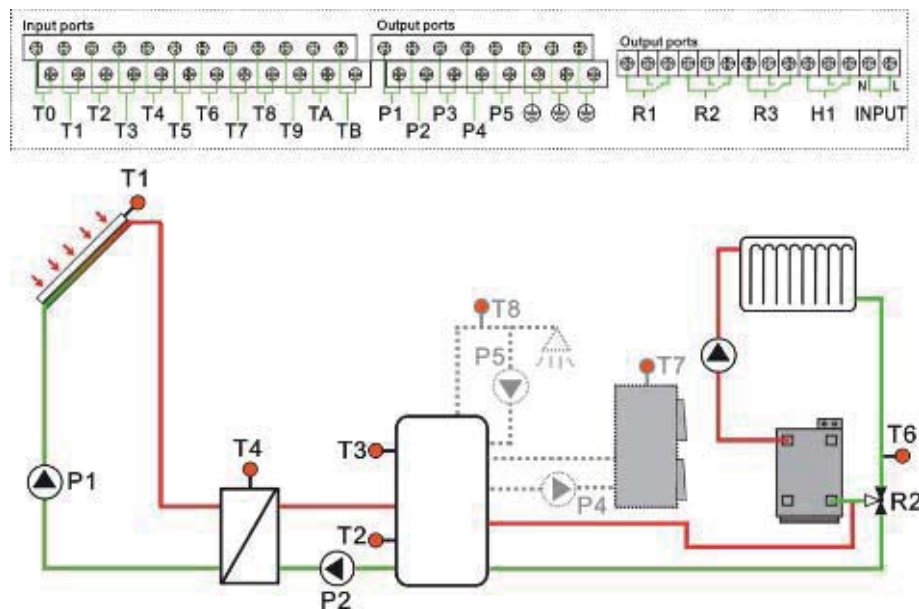 Input ports
Output ports
Output ports
T0 T2 T4 T6 T8 TA P1 P3 P5
T1 T3 T5 T7 T9 TB P2 P4
R1 R2 R3 H1 INPUT
N L
T1
T8
P5
T7
T4
T3
T6
P1
P4
R2
T2
P2